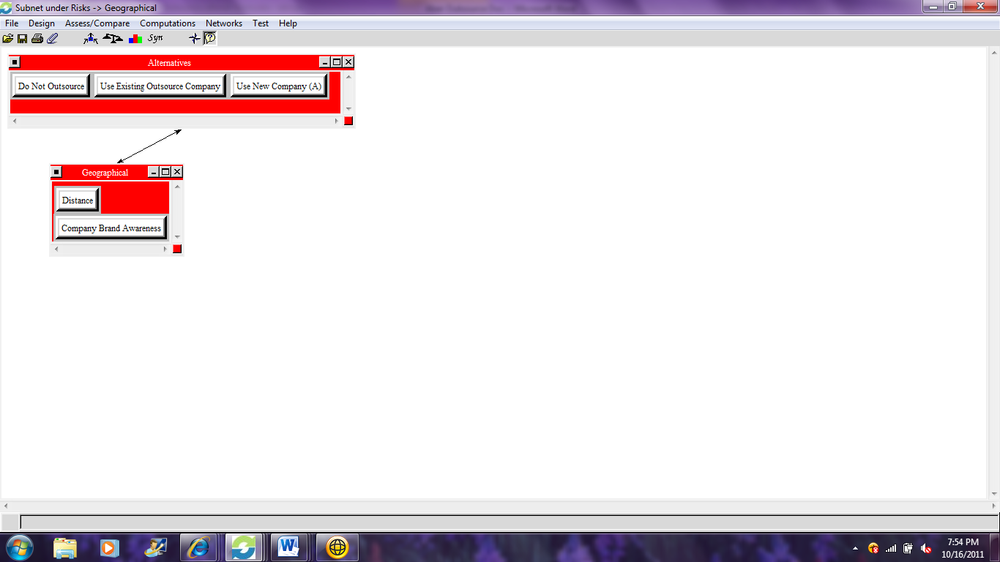 Subnet under Risks -> Geographical
File Design Assess/Compare Computations Networks Test Help
Syn
Alternatives
Do Not Outsource Use Existing Outsource Company Use New Company (A)
Geographical
Distance
Company Brand Awareness
7:54 PM
10/16/2011